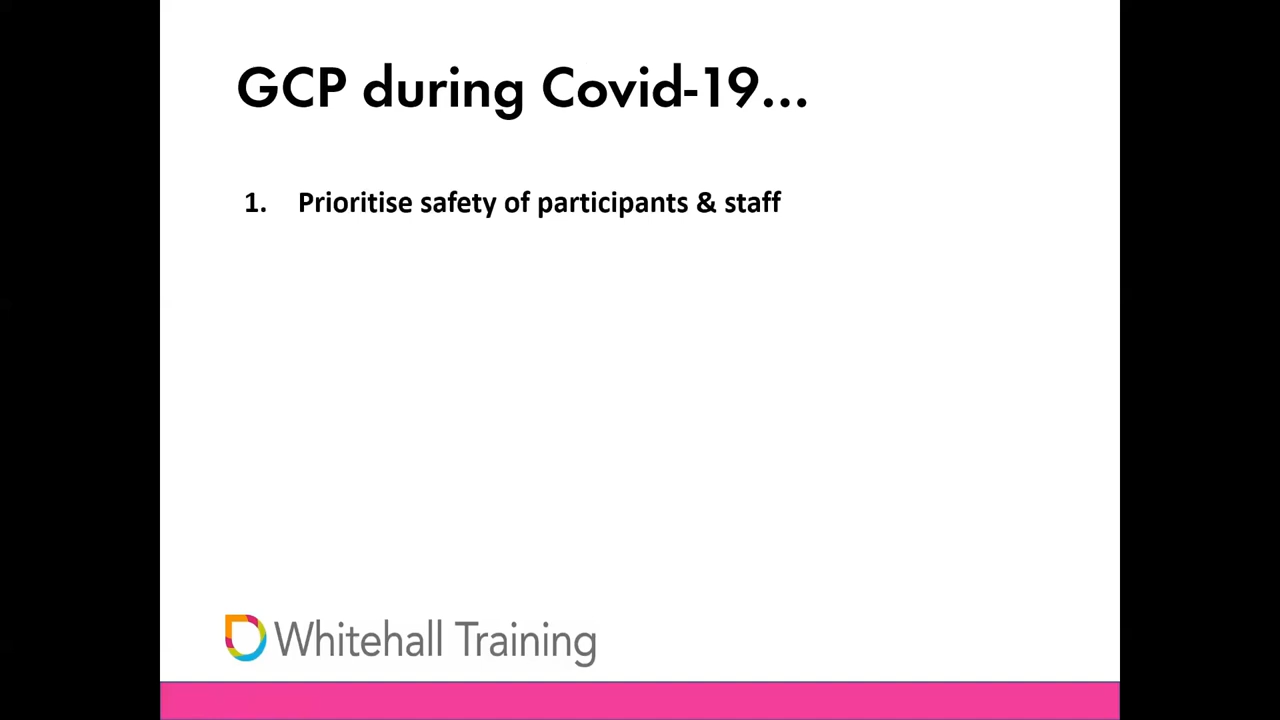 GCP during Covid-19...
1. Prioritise safety of participants & staff
Whitehall Training